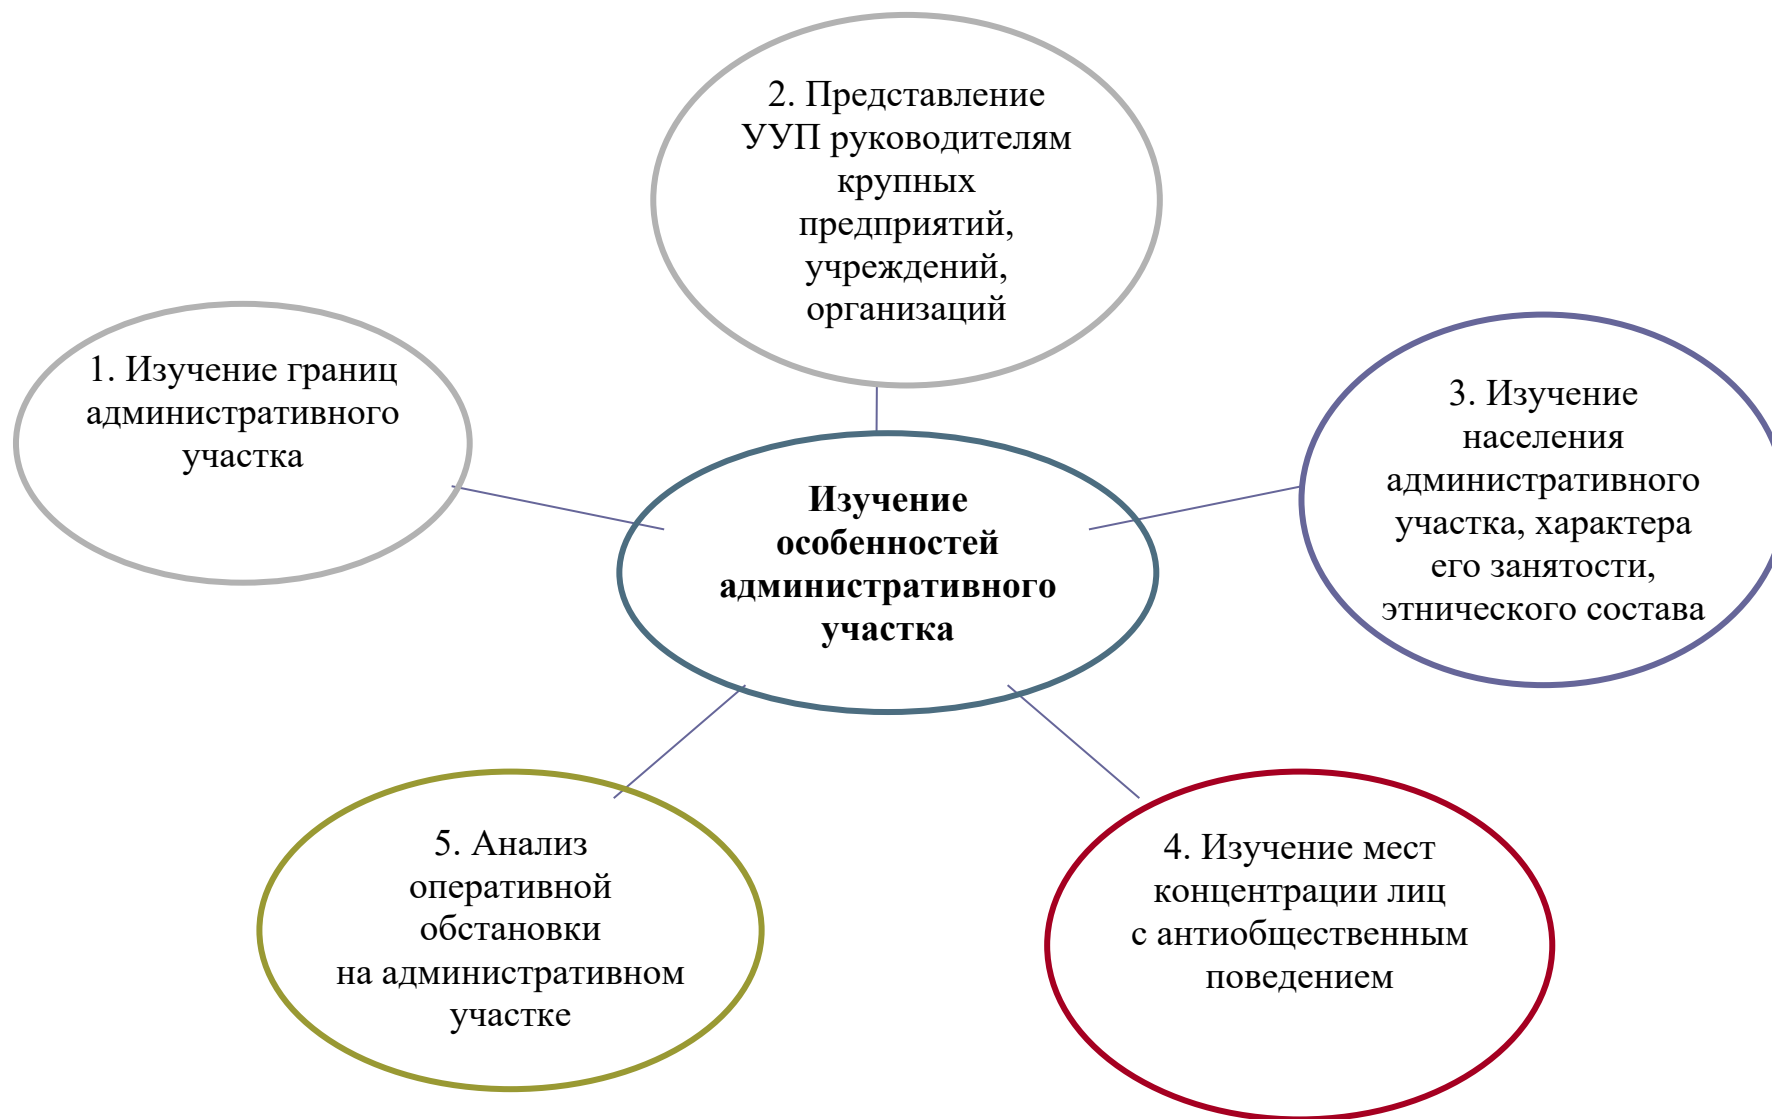 2. Представление
УУП руководителям
крупных
предприятий,
учреждений,
организаций
1. Изучение границ
административного
участка
3. Изучение
населения
административного
участка, характера
его занятости,
этнического состава
Изучение
особенностей
административного
участка
5. Анализ
оперативной
обстановки
на административном
участке
4. Изучение мест
концентрации лиц
с антиобщественным
поведением